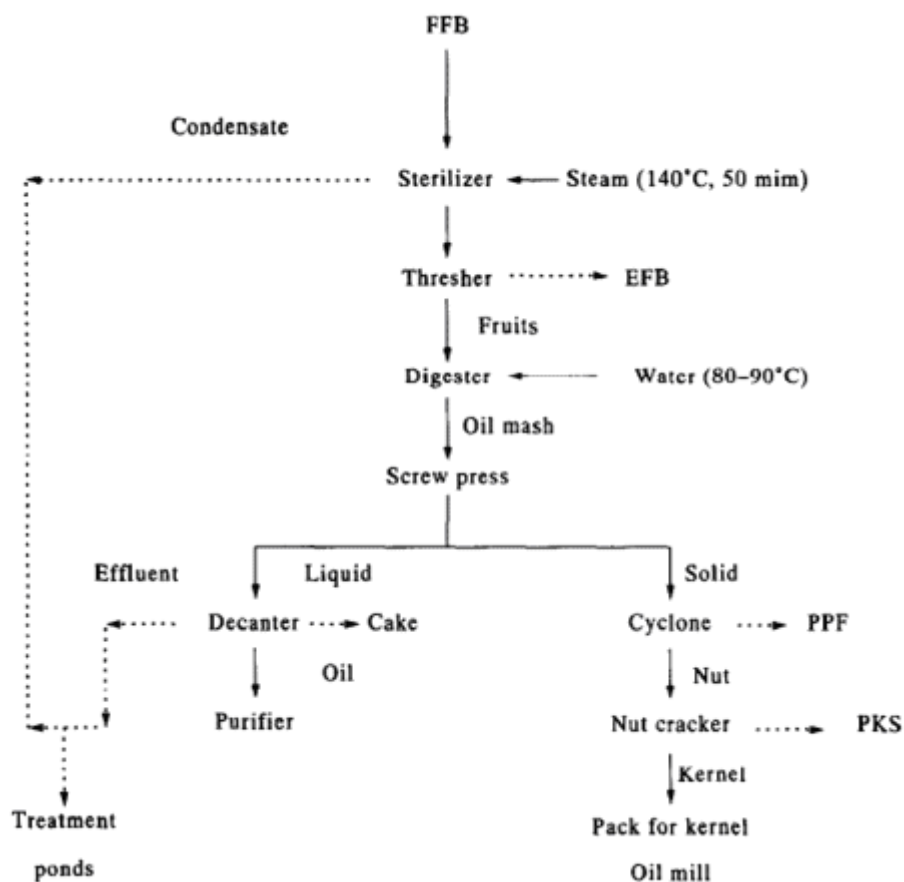 FFB
Condensate
Sterilizer
Steam (140°C, 50 mim)
Thresher
EFB
Fruits
Digester
Water (80–90°C)
Oil mash
Screw press
Effluent
Liquid
Solid
Decanter
Cake
Cyclone
PPF
Oil
Nut
Purifier
Nut cracker
PKS
Kernel
Treatment
ponds
Pack for kernel
Oil mill